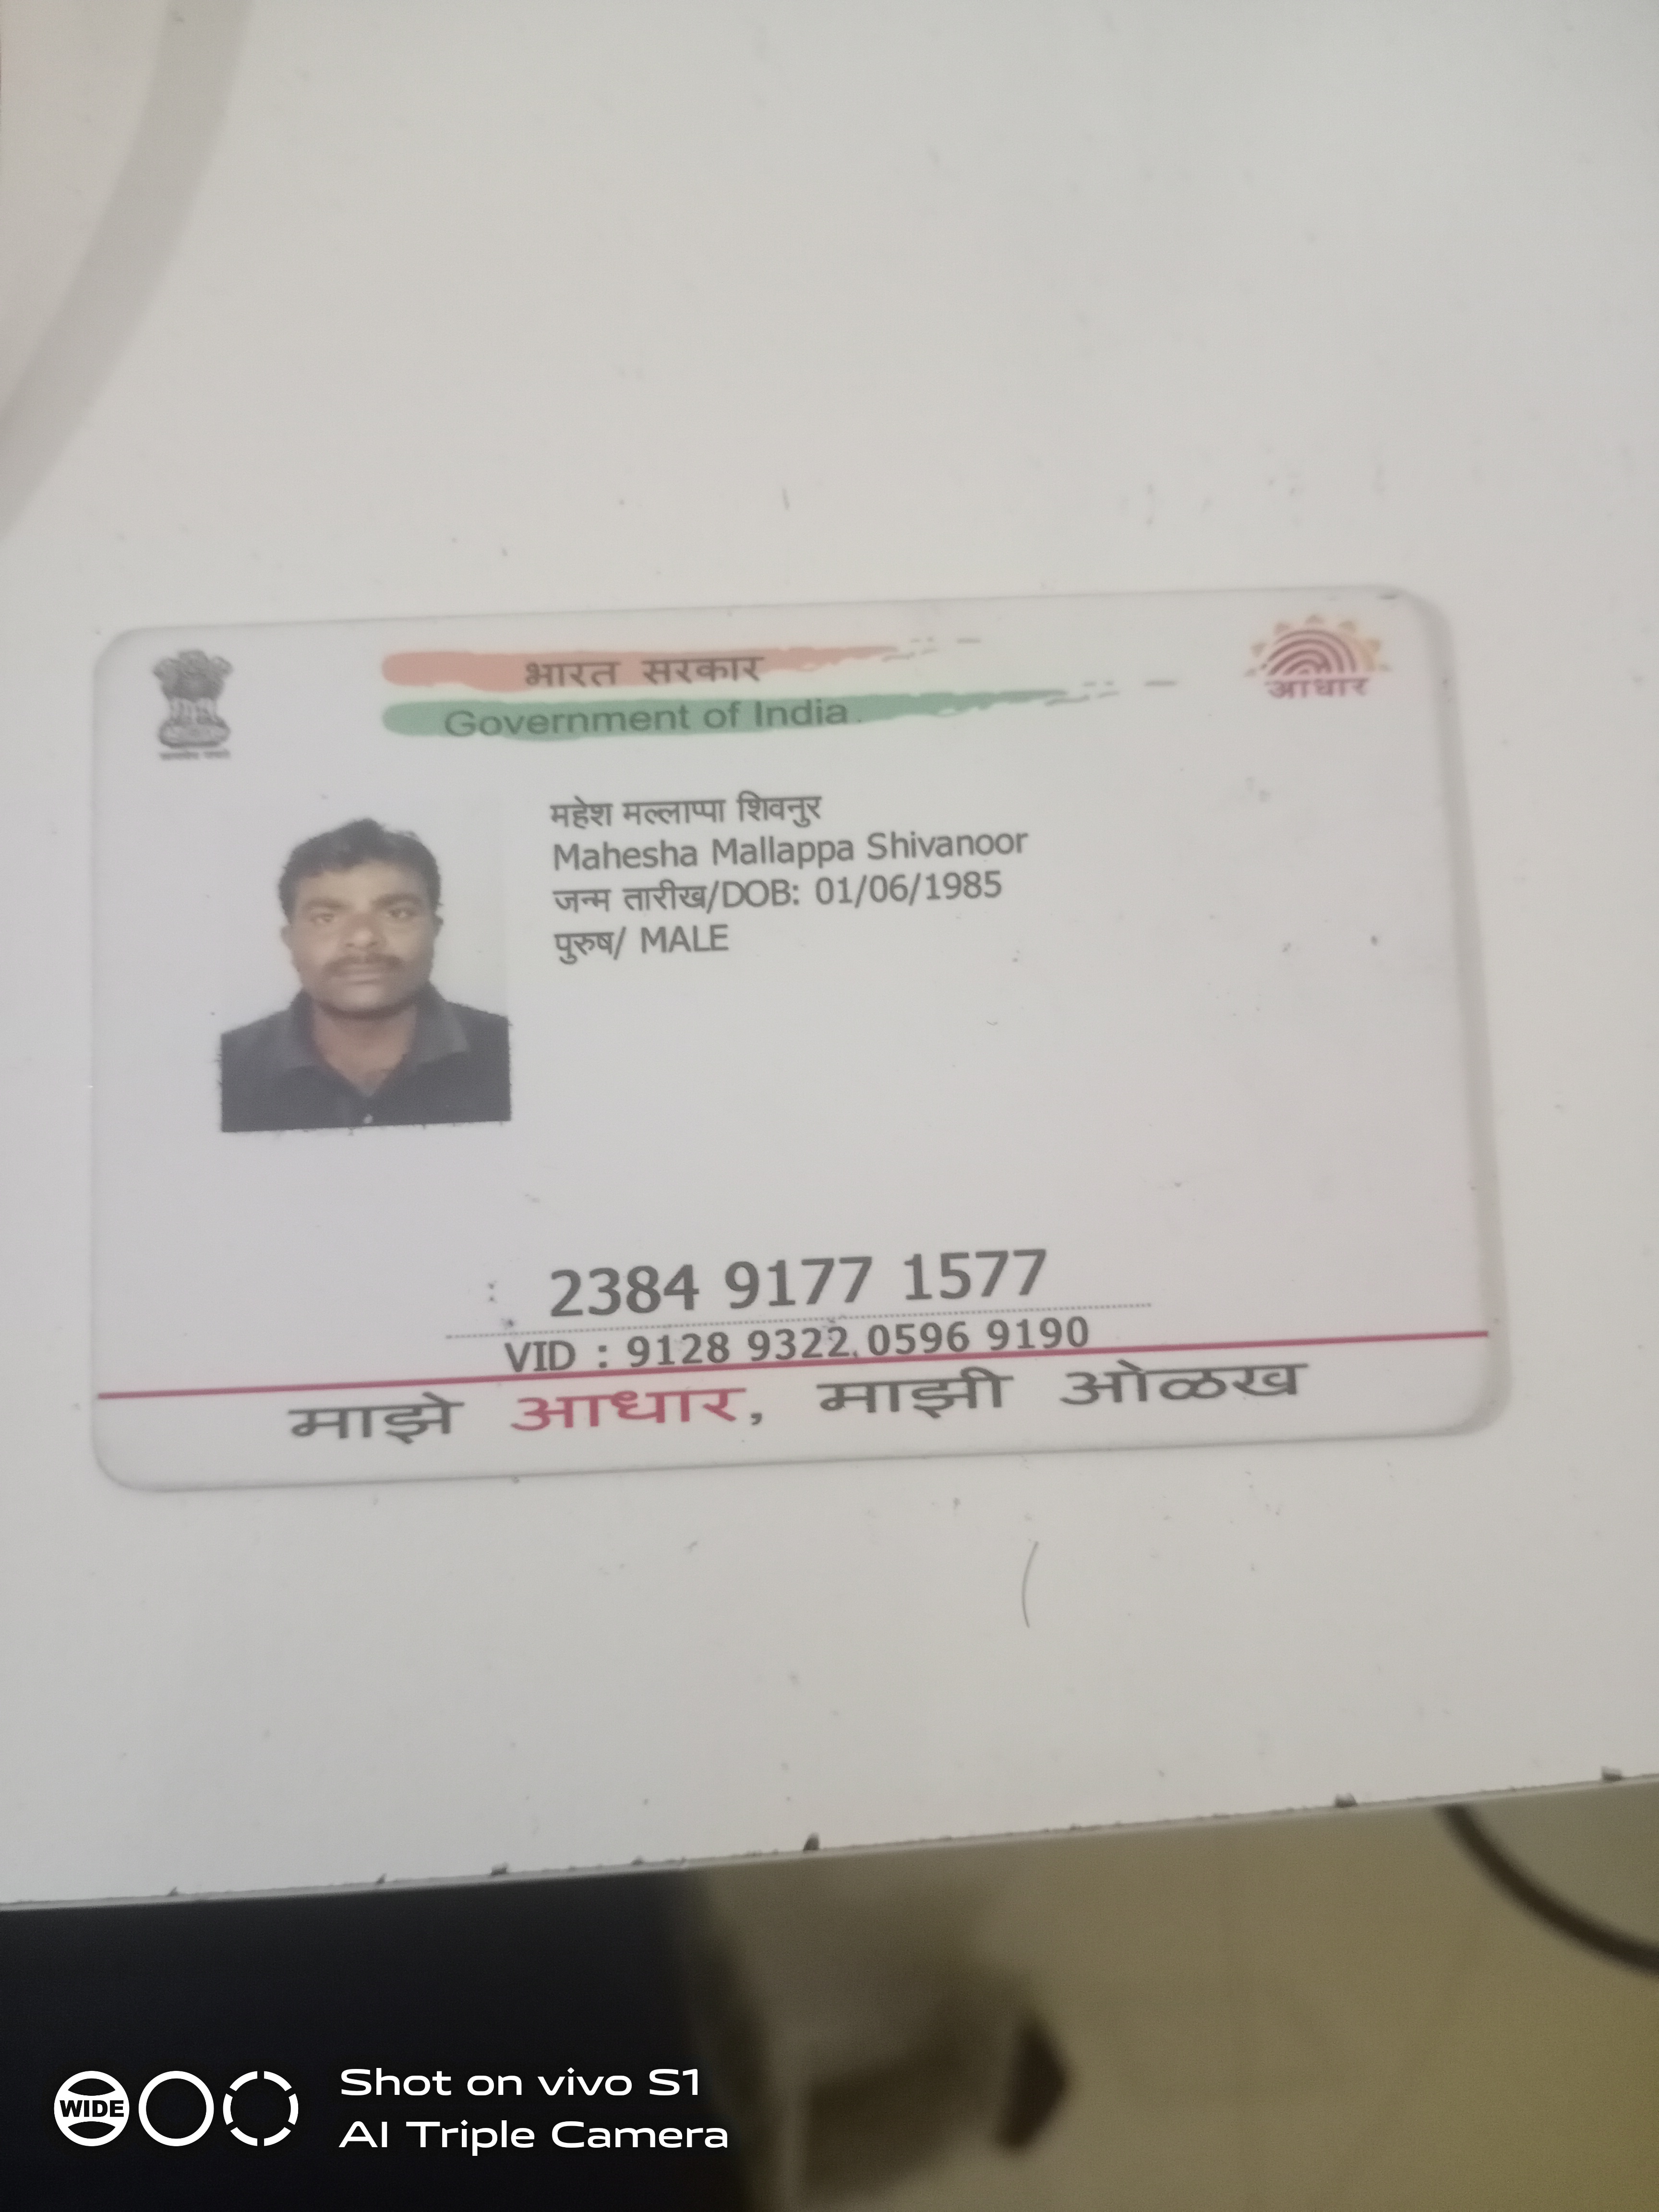 भारत सरकार
Government of India
आधार
महेश मल्लाप्पा शिवनुर
Mahesha Mallappa Shivanoor
जन्म तारीख/DOB: 01/06/1985
पुरुष/ MALE
2384 9177 1577
VID : 9128 9322 0596 9190
माझे आधार, माझी ओळख
WIDE
Shot on vivo S1
AI Triple Camera